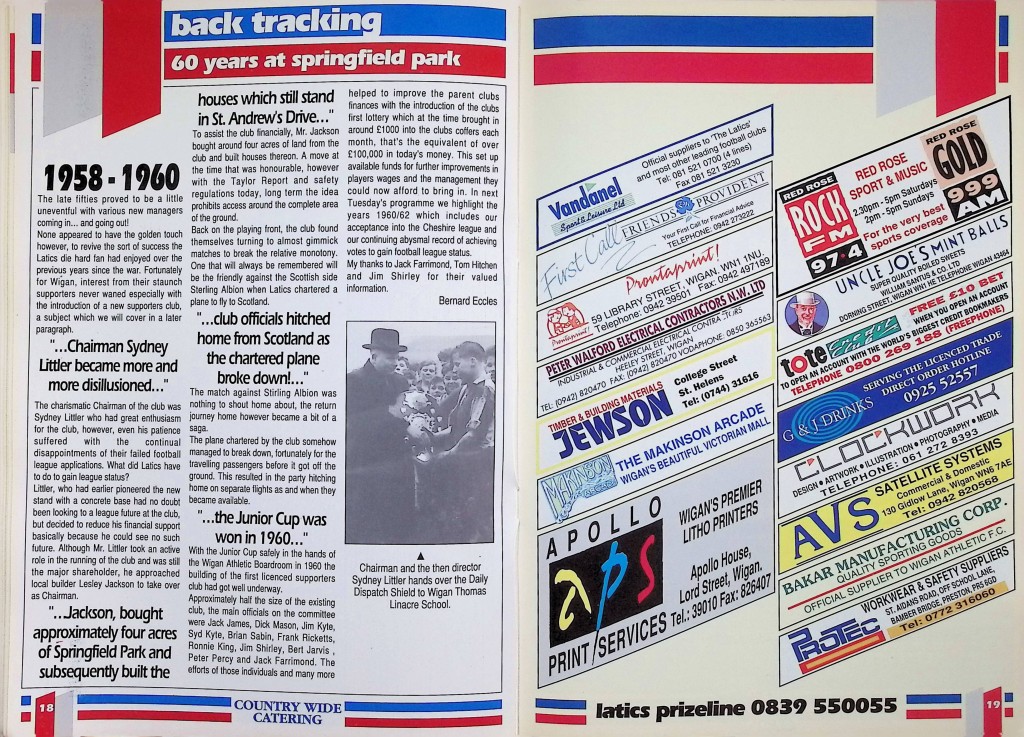 back tracking
60 years at springfield park
1958 - 1960
The late fifties proved to be a little
uneventful with various new managers
coming in... and going out!
None appeared to have the golden touch
however, to revive the sort of success the
Latics die hard fan had enjoyed over the
previous years since the war. Fortunately
for Wigan, interest from their staunch
supporters never waned especially with
the introduction of a new supporters club,
a subject which we will cover in a later
paragraph.
"...Chairman Sydney
Littler became more and
more disillusioned..."
The charismatic Chairman of the club was
Sydney Littler who had great enthusiasm
for the club, however, even his patience
suffered with the continual
disappointments of their failed football
league applications. What did Latics have
to do to gain league status?
Littler, who had earlier pioneered the new
stand with a concrete base had no doubt
been looking to a league future at the club,
but decided to reduce his financial support
basically because he could see no such
future. Although Mr. Littler took an active
role in the running of the club and was still
the major shareholder, he approached
local builder Lesley Jackson to take over
as Chairman.
"...Jackson, bought
approximately four acres
of Springfield Park and
subsequently built the
houses which still stand
in St. Andrew's Drive..."
To assist the club financially, Mr. Jackson
bought around four acres of land from the
club and built houses thereon. A move at
the time that was honourable, however
with the Taylor Report and safety
regulations today, long term the idea
prohibits access around the complete area
of the ground.
Back on the playing front, the club found
themselves turning to almost gimmick
matches to break the relative monotony.
One that will always be remembered will
be the friendly against the Scottish side
Sterling Albion when Latics chartered a
plane to fly to Scotland.
"...club officials hitched
home from Scotland as
the chartered plane
broke down!..."
The match against Stirling Albion was
nothing to shout home about, the return
journey home however became a bit of a
saga.
The plane chartered by the club somehow
managed to break down, fortunately for the
travelling passengers before it got off the
ground. This resulted in the party hitching
home on separate flights as and when they
became available.
"...the Junior Cup was
won in 1960..."
With the Junior Cup safely in the hands of
the Wigan Athletic Boardroom in 1960 the
building of the first licenced supporters
club had got well underway.
Approximately half the size of the existing
club, the main officials on the committee
were Jack James, Dick Mason, Jim Kyte,
Syd Kyte, Brian Sabin, Frank Ricketts,
Ronnie King, Jim Shirley, Bert Jarvis ,
Peter Percy and Jack Farrimond. The
efforts of those individuals and many more
helped to improve the parent clubs
finances with the introduction of the clubs
first lottery which at the time brought in
around £1000 into the clubs coffers each
month, that's the equivalent of over
£100,000 in today's money. This set up
available funds for further improvements in
players wages and the management they
could now afford to bring in. In next
Tuesday's programme we highlight the
years 1960/62 which includes our
acceptance into the Cheshire league and
our continuing abysmal record of achieving
votes to gain football league status.
My thanks to Jack Farrimond, Tom Hitchen
and Jim Shirley for their valued
information.
Bernard Eccles
Chairman and the then director
Sydney Littler hands over the Daily
Dispatch Shield to Wigan Thomas
Linacre School.
18
COUNTRY WIDE
CATERING
Vandanel
Sport & Leisure Ltd
Official suppliers to 'The Latics'
and most other leading football clubs
Tel: 081 521 0700 (4 lines)
Fax 081 521 3230
First Call
FRIENDS PROVIDENT
Your First Call for Financial Advice
TELEPHONE: 0942 273222
Prontaprint!
Prontaprint!
59 LIBRARY STREET, WIGAN, WN1 1NU.
Telephone: 0942 39501 Fax: 0942 497189
PETER WALFORD ELECTRICAL CONTRACTORS N.W. LTD
INDUSTRIAL & COMMERCIAL ELECTRICAL CONTRACTORS
HEELEY STREET, WIGAN
TEL: (0942) 820470 FAX: (0942) 820470 VODAPHONE: 0850 365563
TIMBER & BUILDING MATERIALS
JEWSON
College Street
St. Helens
Tel: (0744) 31616
MAKINSON
THE MAKINSON ARCADE
WIGAN'S BEAUTIFUL VICTORIAN MALL
APOLLO
aps
PRINT/SERVICES
WIGAN'S PREMIER
LITHO PRINTERS
Apollo House,
Lord Street, Wigan.
Tel.: 39010 Fax: 826407
RED ROSE
ROCK
FM
97.4
RED ROSE
SPORT & MUSIC
2.30pm - 5pm Saturdays
2pm - 5pm Sundays
For the very best
sports coverage
RED ROSE
GOLD
999
AM
UNCLE JOE'S MINT BALLS
SUPER QUALITY BOILED SWEETS
WILLIAM SANTUS & CO LTD
DORNING STREET, WIGAN WN1 HE TELEPHONE WIGAN 43464
tote
credit
FREE £10 BET
WHEN YOU OPEN AN ACCOUNT
TO OPEN AN ACCOUNT WITH THE WORLD'S BIGGEST CREDIT BOOKMAKERS
TELEPHONE 0800 269 188 (FREEPHONE)
G & J DRINKS
SERVING THE LICENCED TRADE
DIRECT ORDER HOTLINE
0925 52557
CLOCKWORK
DESIGN • ARTWORK • ILLUSTRATION • PHOTOGRAPHY • MEDIA
TELEPHONE: 061 272 8393
AVS
SATELLITE SYSTEMS
Commercial & Domestic
130 Gidlow Lane, Wigan WN6 7AE
Tel: 0942 820568
BAKAR MANUFACTURING CORP.
QUALITY SPORTING GOODS
OFFICIAL SUPPLIER TO WIGAN ATHLETIC F.C.
PROTEC
WORKWEAR & SAFETY SUPPLIERS
ST. AIDANS ROAD, OFF SCHOOL LANE,
BAMBER BRIDGE, PRESTON, PR5 6GD
Tel: 0772 316060
latics prizeline 0839 550055
19